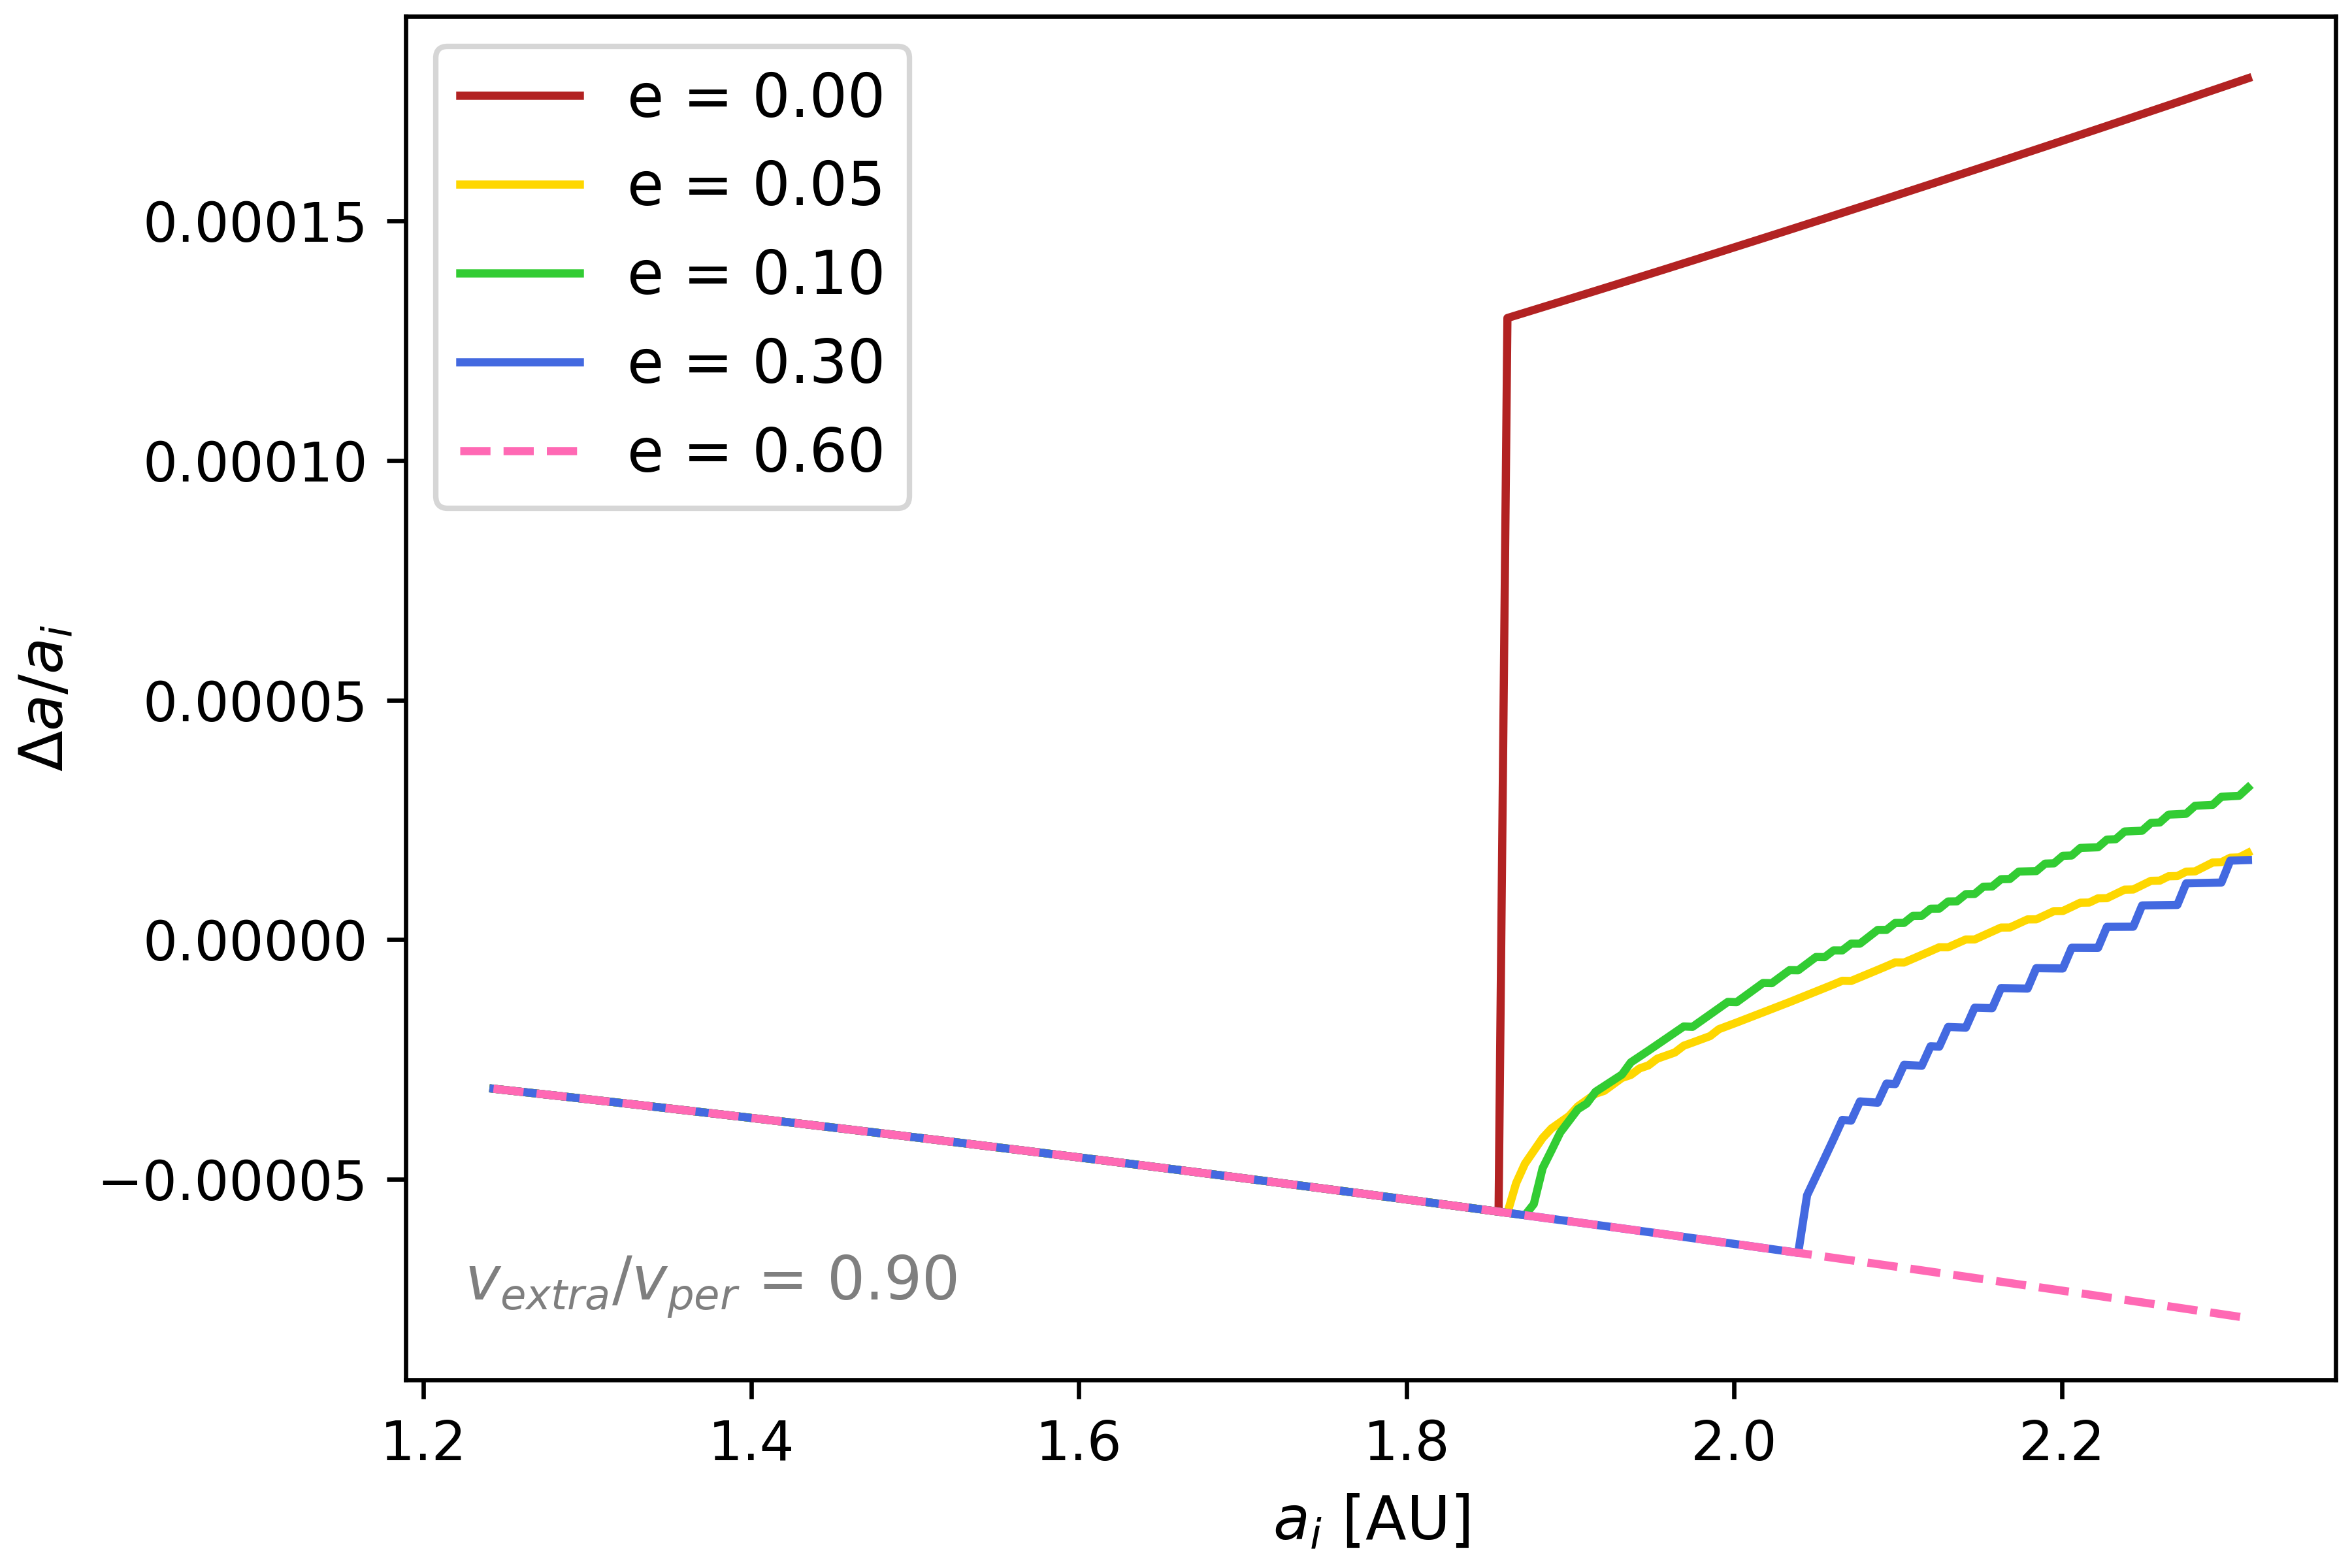 e = 0.00
e = 0.05
e = 0.10
e = 0.30
e = 0.60
0.00015
0.00010
0.00005
0.00000
−0.00005
Δa/a_i
v_extra/v_per = 0.90
1.2 1.4 1.6 1.8 2.0 2.2
a_i [AU]